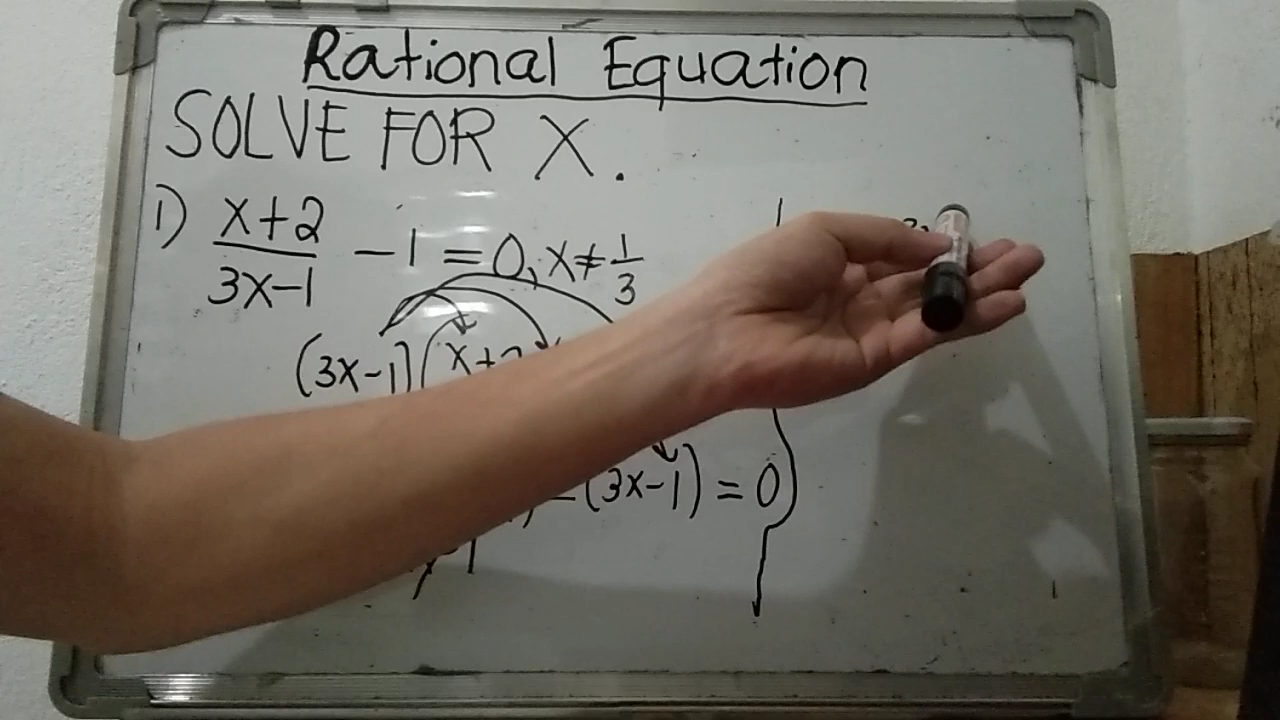 Rational Equation
SOLVE FOR X.
1) x+2
3x-1
-1 = 0, x≠ 1/3
(3x-1)(x+2
-(3x-1) = 0